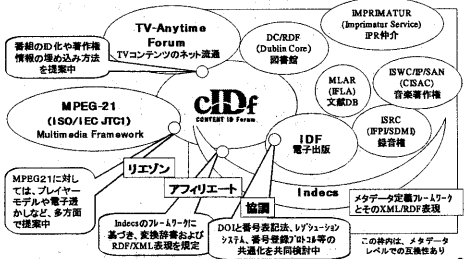 TV-Anytime
Forum
TVコンテンツのネット流通
番組のID化や著作権
情報の埋め込み方法
を提案中
DC/RDF
(Dublin Core)
図書館
IMPRIMATUR
(Imprimatur Service)
IPR仲介
MLAR
(IFLA)
文献DB
ISWC/IP/SAN
(CISAC)
音楽著作権
ISRC
(IFPI/SDMI)
録音権
cIDf
CONTENT ID Forum
MPEG-21
(ISO/IEC JTC1)
Multimedia Framework
IDF
電子出版
Indecs
リエゾン
アフィリエート
協調
MPEG21に対し
ては、プレイヤー
モデルや電子透
かしなど、多方面
で提案中
Indecsのフレームワークに
基づき、変換辞書および
RDF/XML表現を規定
DOIと番号表記法、レゾリューション
システム、番号登録プロトコル等の
共通化を共同検討中
メタデータ定義フレームワーク
とそのXML/RDF表現
この枠内は、メタデータ
レベルでの互換性あり